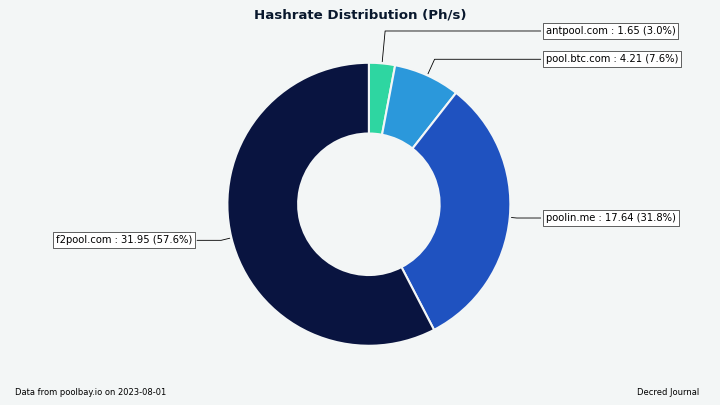 Hashrate Distribution (Ph/s)
antpool.com : 1.65 (3.0%)
pool.btc.com : 4.21 (7.6%)
poolin.me : 17.64 (31.8%)
f2pool.com : 31.95 (57.6%)
Data from poolbay.io on 2023-08-01
Decred Journal